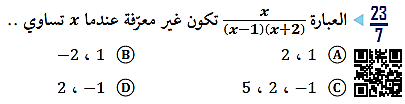 23/7 ◀ العبارة x/(x−1)(x+2) تكون غير معرّفة عندما x تساوي ..
Ⓐ 1 ، 2 Ⓑ 1 ، −2
Ⓒ −1 ، 2 ، 5 Ⓓ −1 ، 2